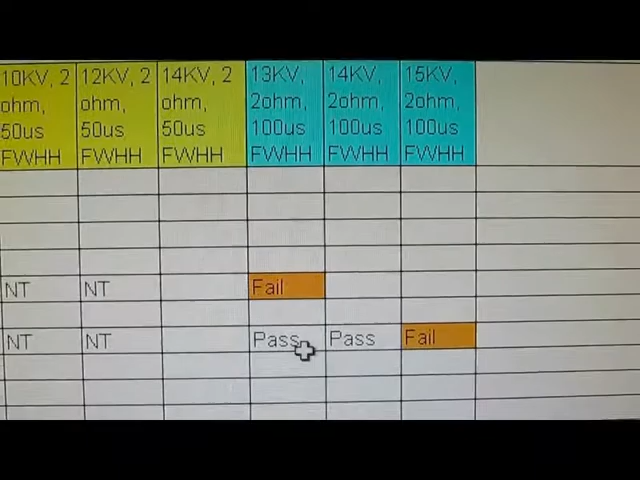 10KV, 2 ohm, 50us FWHH
12KV, 2 ohm, 50us FWHH
14KV, 2 ohm, 50us FWHH
13KV, 2ohm, 100us FWHH
14KV, 2ohm, 100us FWHH
15KV, 2ohm, 100us FWHH
NT NT Fail
NT NT Pass Pass Fail